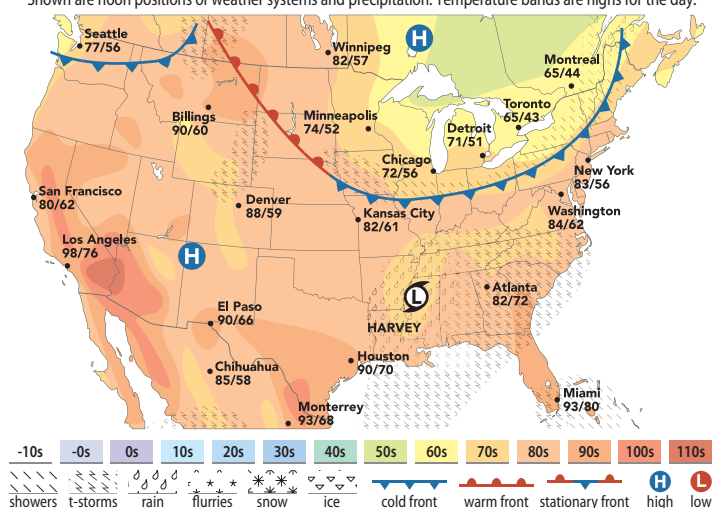 Shown are noon positions of weather systems and precipitation. Temperature bands are highs for the day.
Seattle
77/56
H
Winnipeg
82/57
Montreal
65/44
Billings
90/60
Minneapolis
74/52
Toronto
65/43
Detroit
71/51
Chicago
72/56
New York
83/56
San Francisco
80/62
Denver
88/59
Kansas City
82/61
Washington
84/62
Los Angeles
98/76
H
L
HARVEY
Atlanta
82/72
El Paso
90/66
Chihuahua
85/58
Houston
90/70
Monterrey
93/68
Miami
93/80
-10s -0s 0s 10s 20s 30s 40s 50s 60s 70s 80s 90s 100s 110s
H L
showers t-storms rain flurries snow ice cold front warm front stationary front high low